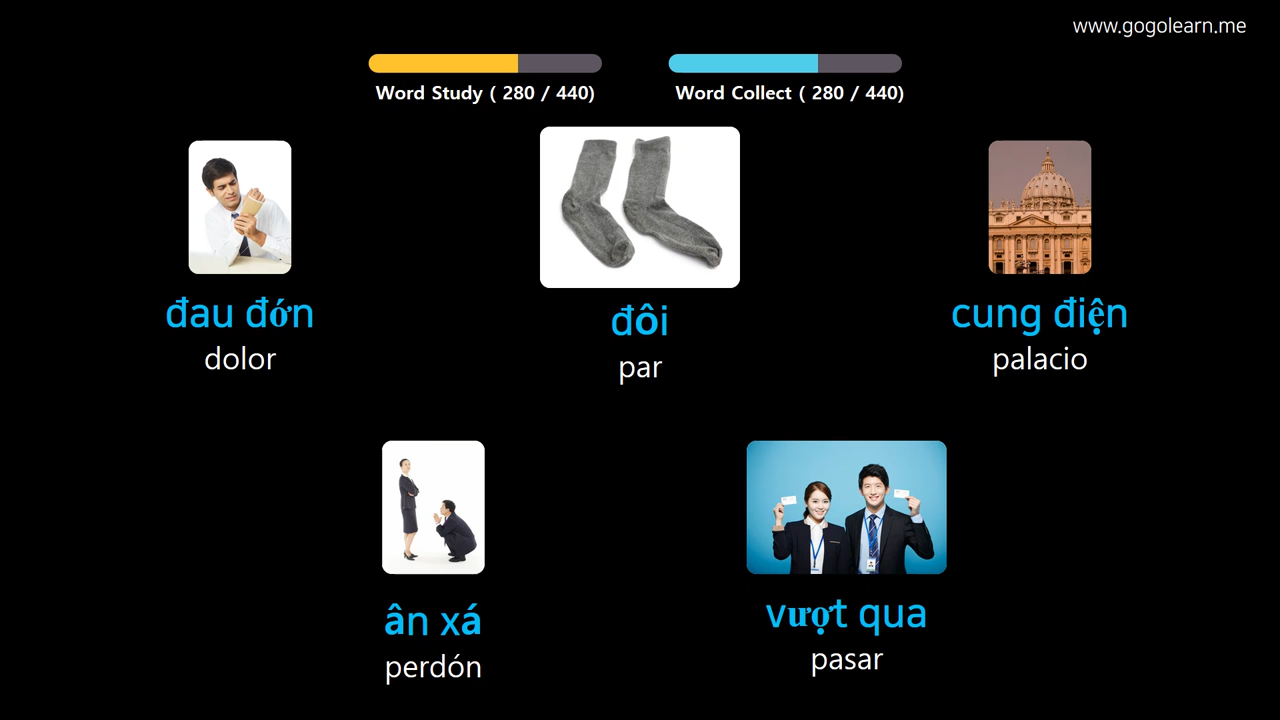 www.gogolearn.me
Word Study ( 280 / 440)
Word Collect ( 280 / 440)
đau đớn
dolor
đôi
par
cung điện
palacio
ân xá
perdón
vượt qua
pasar